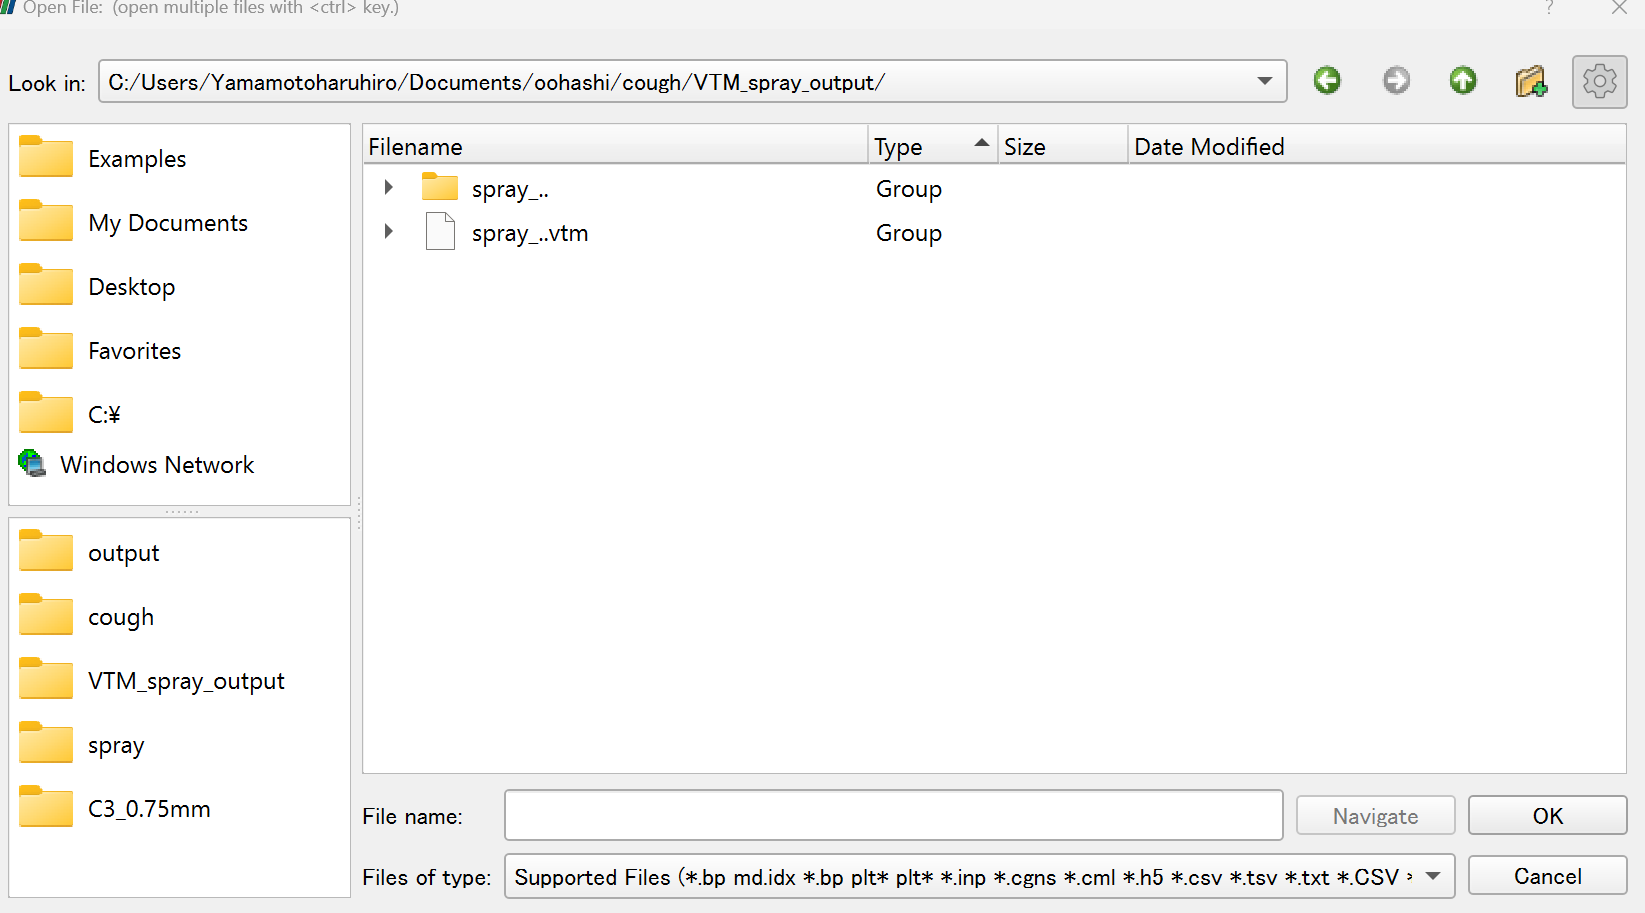 Open File: (open multiple files with <ctrl> key.)
?
Look in: C:/Users/Yamamotoharuhiro/Documents/oohashi/cough/VTM_spray_output/
Examples
My Documents
Desktop
Favorites
C:¥
Windows Network
output
cough
VTM_spray_output
spray
C3_0.75mm
Filename Type Size Date Modified
spray_.. Group
spray_..vtm Group
File name: Navigate OK
Files of type: Supported Files (*.bp md.idx *.bp plt* plt* *.inp *.cgns *.cml *.h5 *.csv *.tsv *.txt *.CSV Cancel